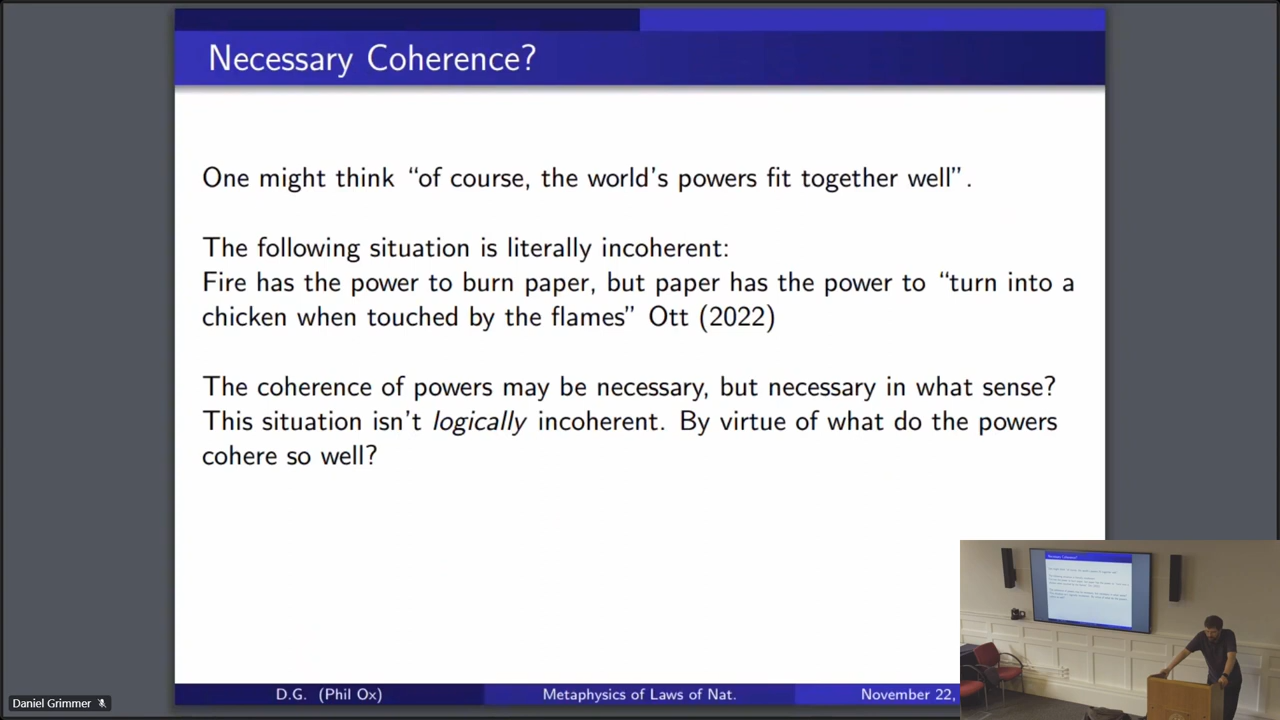 Necessary Coherence?
One might think “of course, the world’s powers fit together well”.
The following situation is literally incoherent:
Fire has the power to burn paper, but paper has the power to “turn into a
chicken when touched by the flames” Ott (2022)
The coherence of powers may be necessary, but necessary in what sense?
This situation isn’t logically incoherent. By virtue of what do the powers
cohere so well?
D.G. (Phil Ox)
Metaphysics of Laws of Nat.
November 22,
Daniel Grimmer
Necessary Coherence?